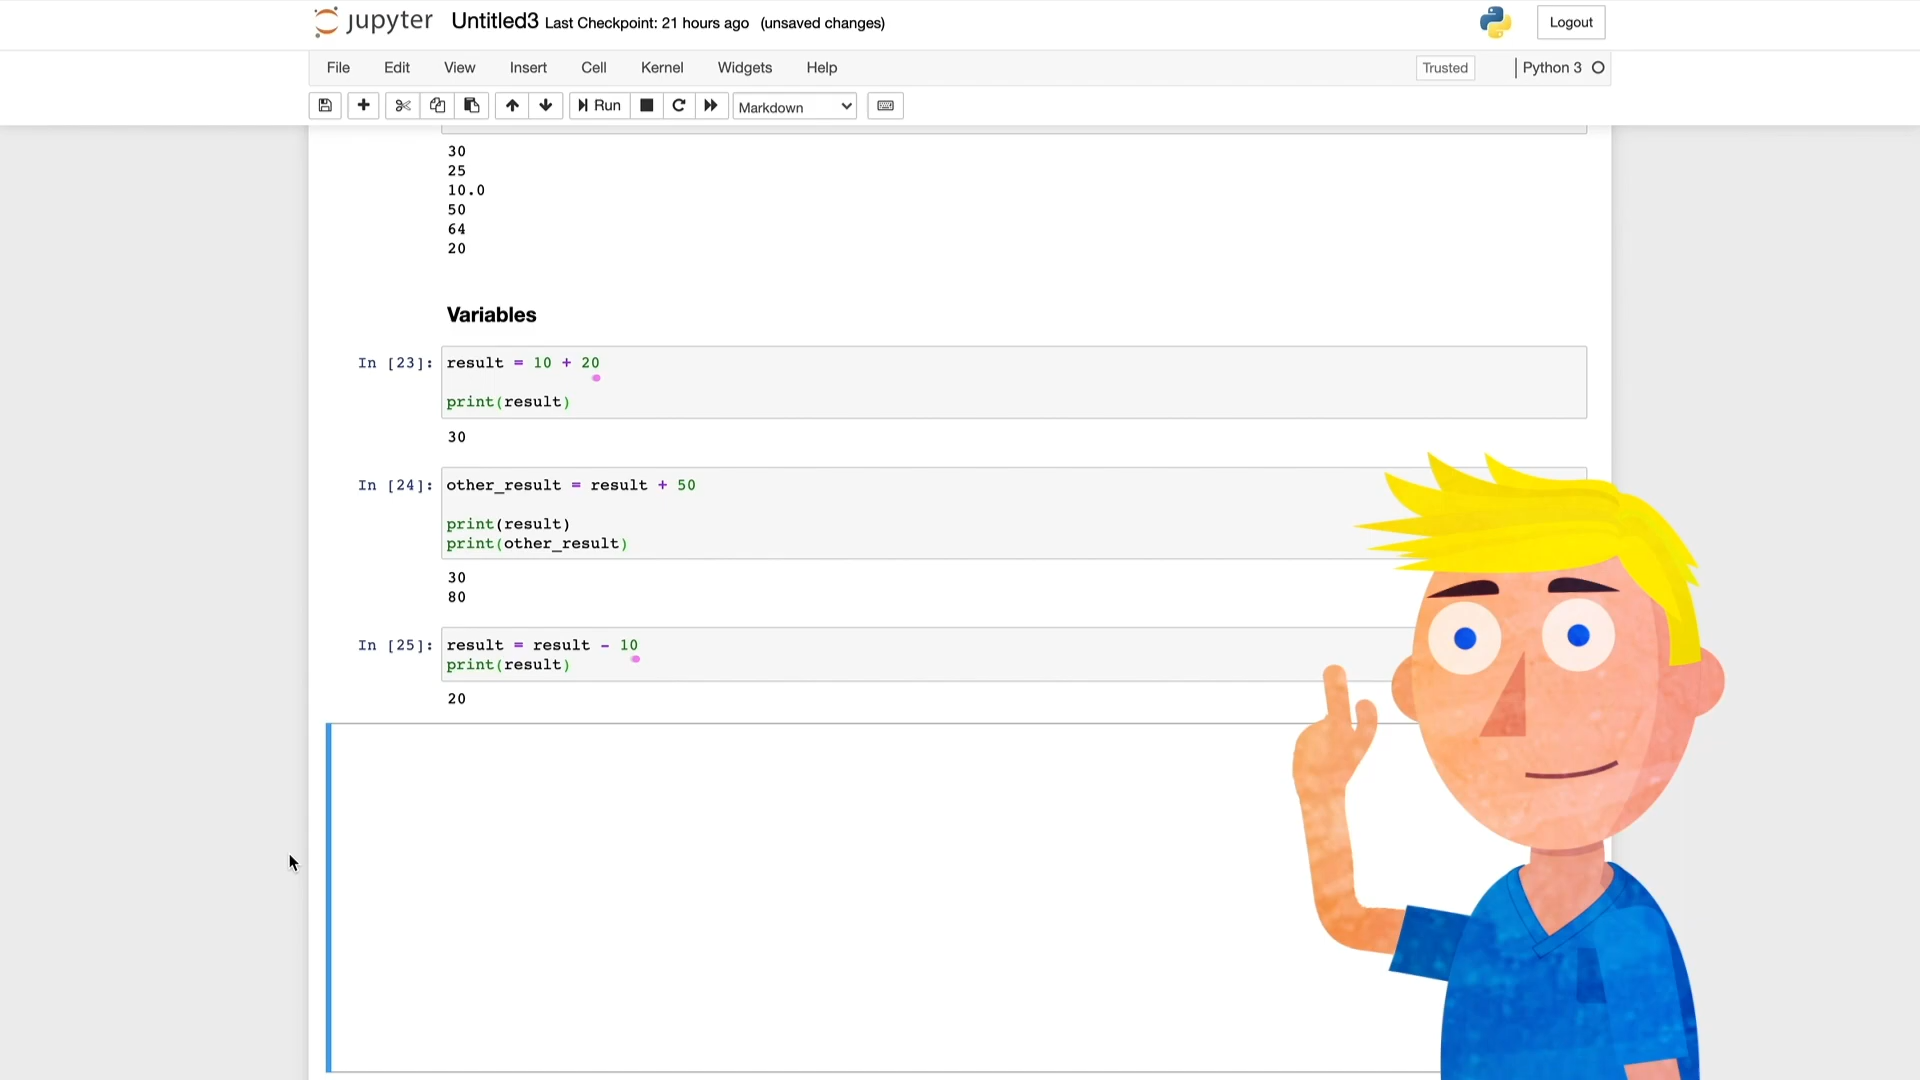 jupyter Untitled3 Last Checkpoint: 21 hours ago (unsaved changes) Logout
File Edit View Insert Cell Kernel Widgets Help Trusted Python 3
Run Markdown
30
25
10.0
50
64
20
Variables
In [23]: result = 10 + 20
print(result)
30
In [24]: other_result = result + 50
print(result)
print(other_result)
30
80
In [25]: result = result - 10
print(result)
20